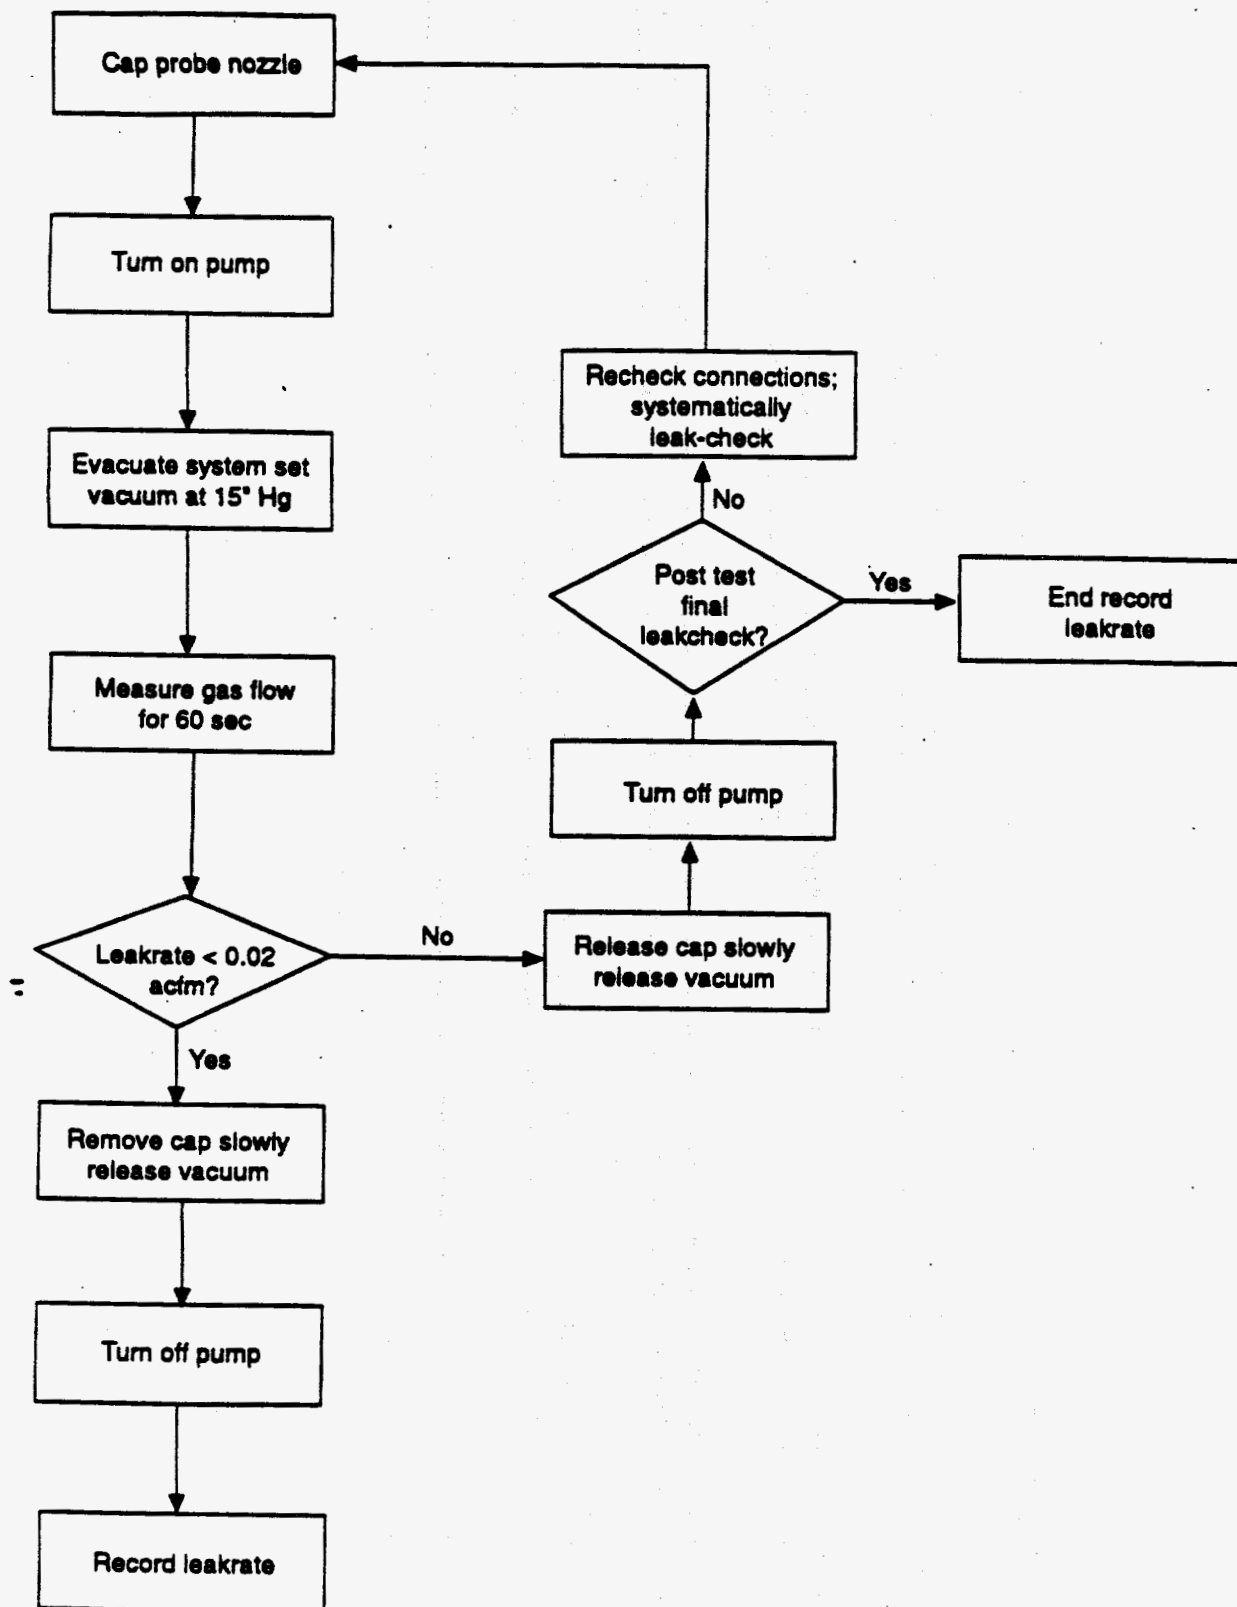 Cap probe nozzle
Turn on pump
Evacuate system set
vacuum at 15" Hg
Measure gas flow
for 60 sec
Leakrate < 0.02
acfm?
No
Yes
Remove cap slowly
release vacuum
Turn off pump
Record leakrate
Release cap slowly
release vacuum
Turn off pump
Post test
final
leakcheck?
No
Yes
Recheck connections;
systematically
leak-check
End record
leakrate